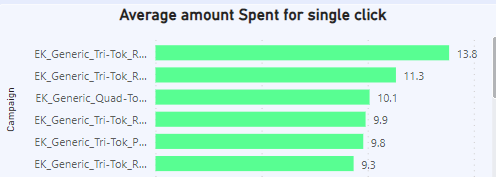 Average amount Spent for single click
EK_Generic_Tri-Tok_R... 13.8
EK_Generic_Tri-Tok_R... 11.3
EK_Generic_Quad-To... 10.1
EK_Generic_Tri-Tok_R... 9.9
EK_Generic_Tri-Tok_P... 9.8
EK_Generic_Tri-Tok_R... 9.3
Campaign